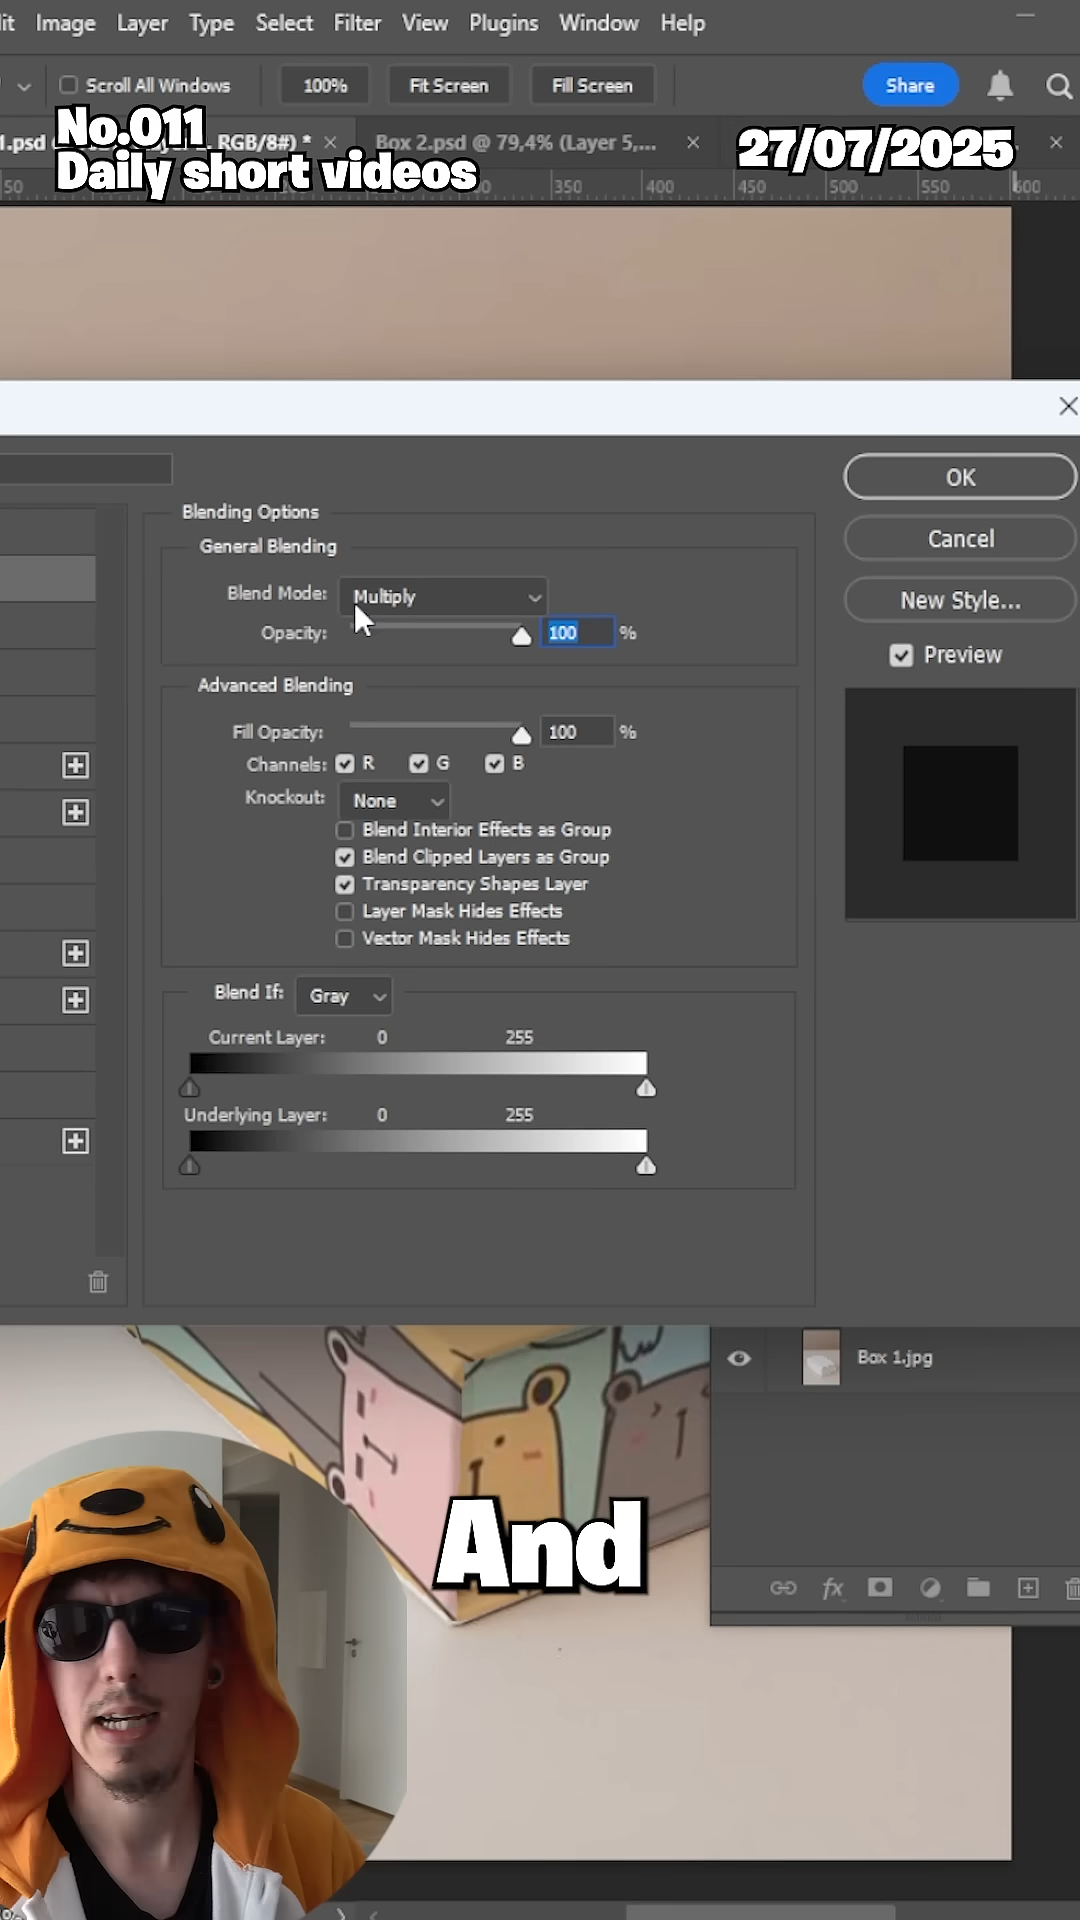 it Image Layer Type Select Filter View Plugins Window Help
Scroll All Windows 100% Fit Screen Fill Screen Share
No.011
1.psd RGB/8#) * × Box 2.psd @ 79,4% (Layer 5,... × ×
Daily short videos
27/07/2025
50 350 400 450 500 550 600
Blending Options
OK
General Blending
Cancel
Blend Mode: Multiply
New Style...
Opacity: 100 %
Preview
Advanced Blending
Fill Opacity: 100 %
Channels: R G B
Knockout: None
Blend Interior Effects as Group
Blend Clipped Layers as Group
Transparency Shapes Layer
Layer Mask Hides Effects
Vector Mask Hides Effects
Blend If: Gray
Current Layer: 0 255
Underlying Layer: 0 255
Box 1.jpg
And
fx